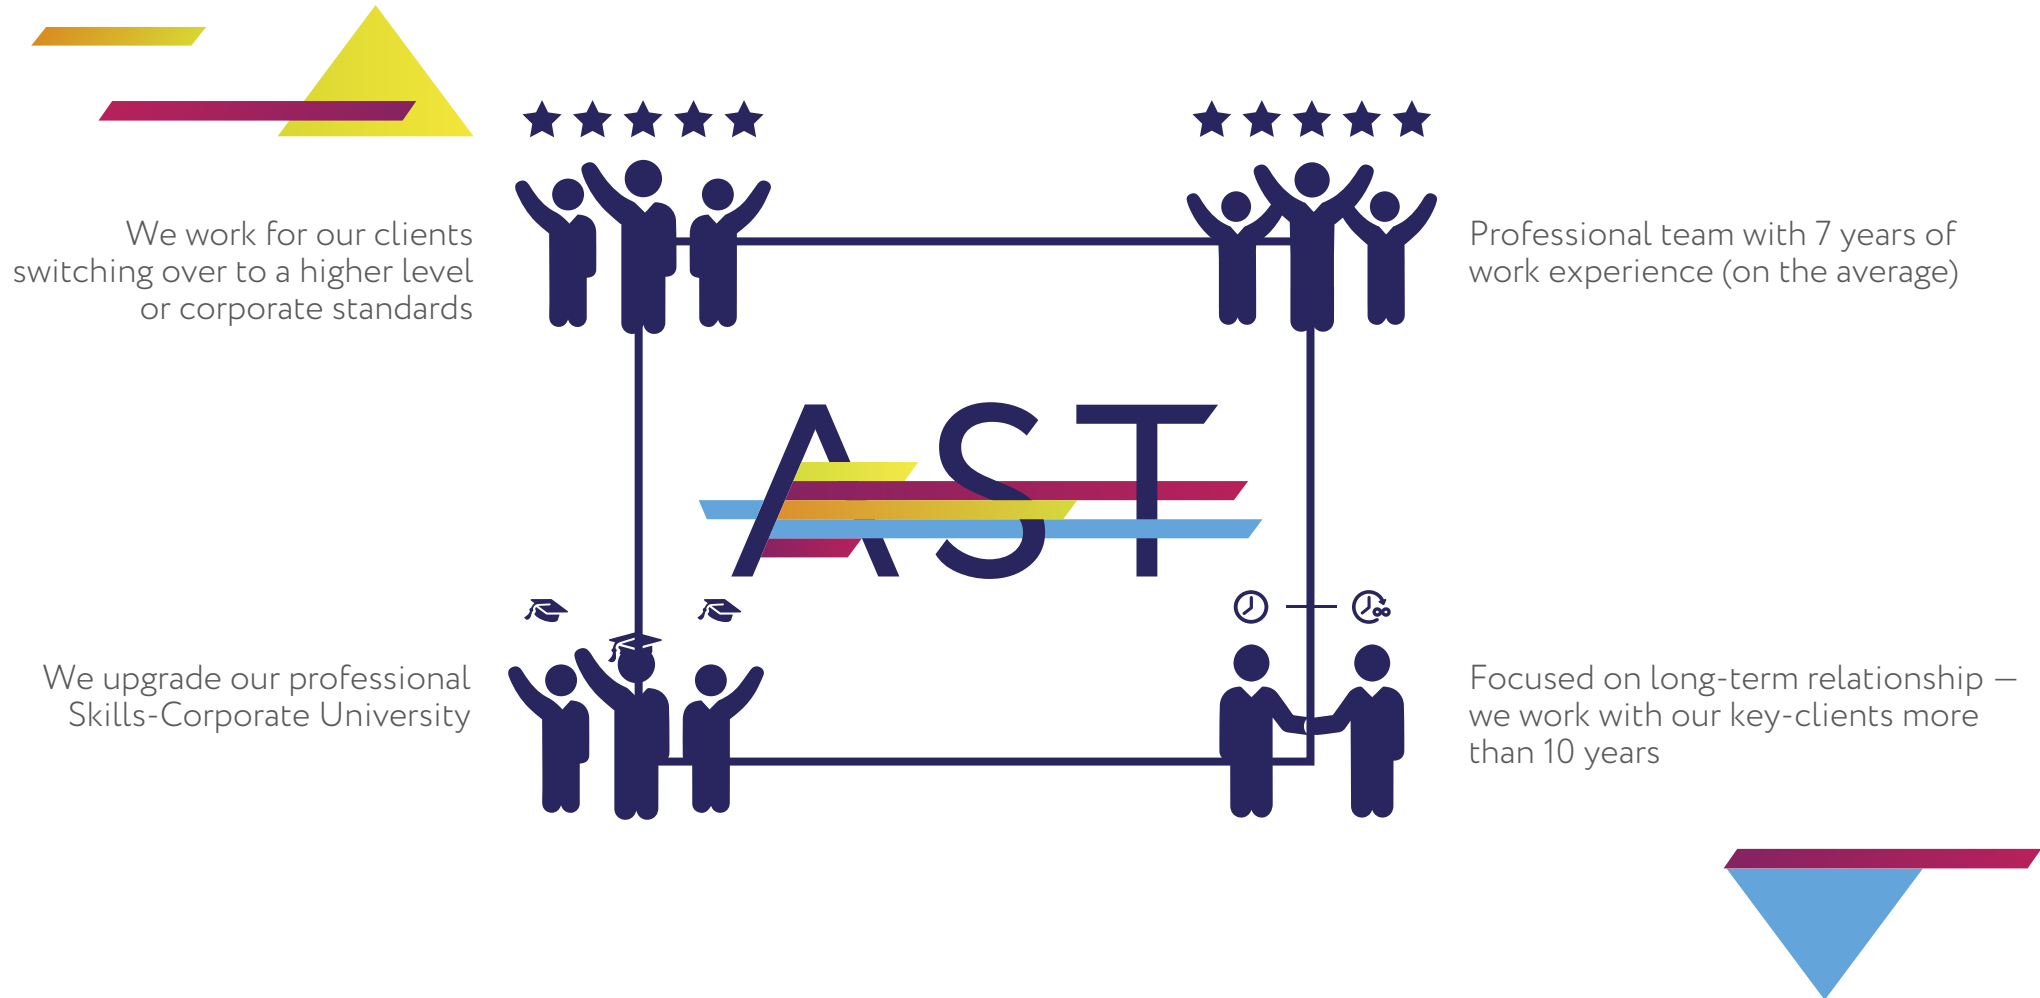 We work for our clients
switching over to a higher level
or corporate standards
Professional team with 7 years of
work experience (on the average)
AST
We upgrade our professional
Skills-Corporate University
Focused on long-term relationship —
we work with our key-clients more
than 10 years